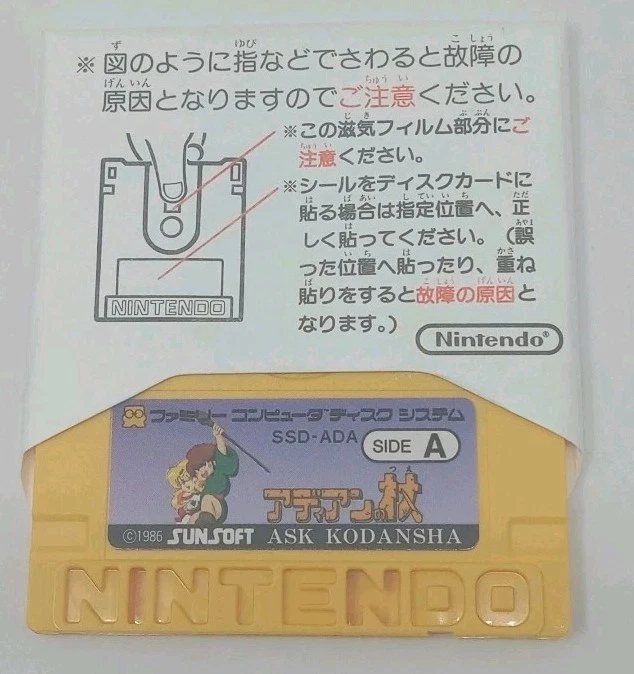 ※図のように指などでさわると故障の
原因となりますのでご注意ください。
※この滋気フィルム部分にご
注意ください。
※シールをディスクカードに
貼る場合は指定位置へ、正
しく貼ってください。（誤
った位置へ貼ったり、重ね
貼りをすると故障の原因と
なります。）
NINTENDO
Nintendo®
ファミリー コンピュータ ディスク システム
SSD-ADA
SIDE A
アディアンの杖
©1986 SUNSOFT ASK KODANSHA
NINTENDO